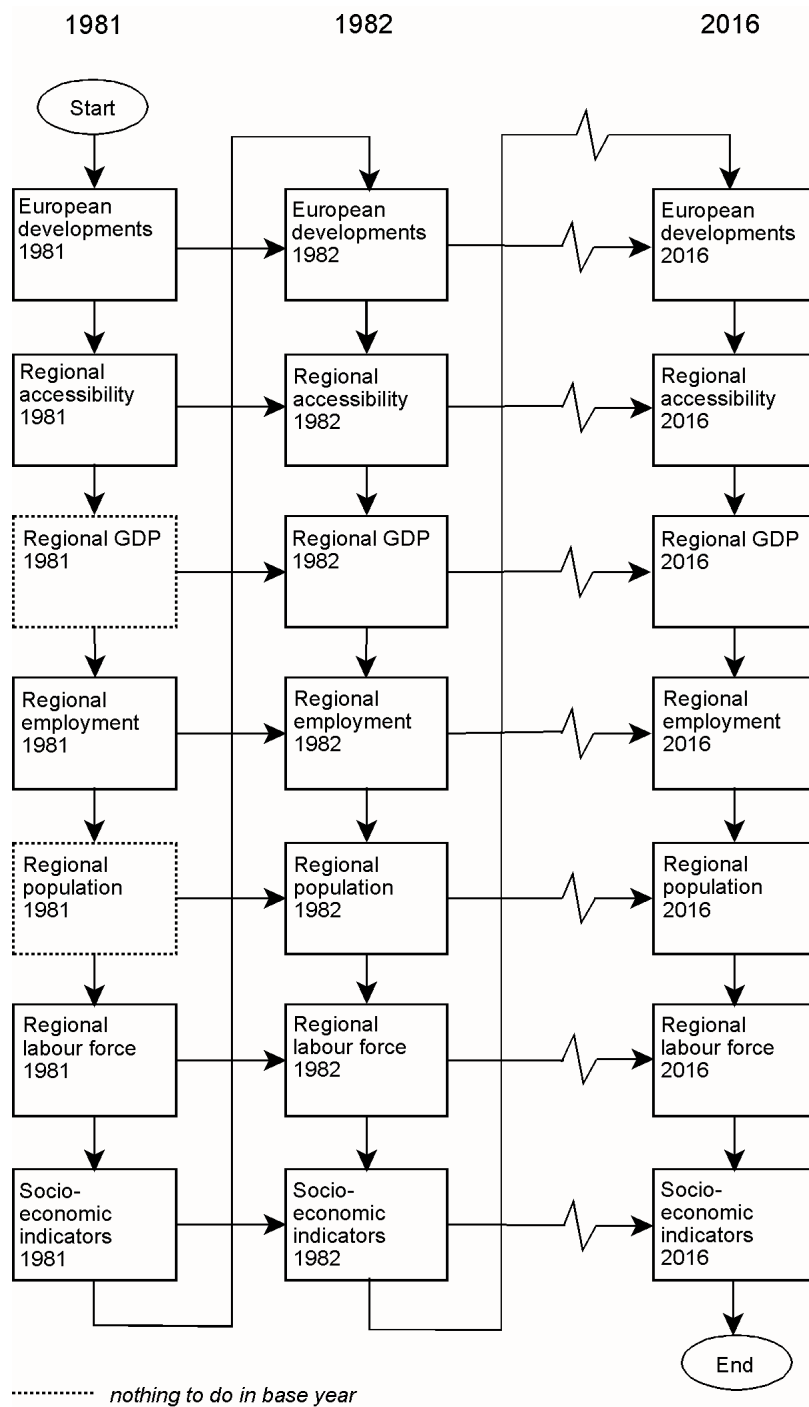 1981
1982
2016
Start
European
developments
1981
European
developments
1982
European
developments
2016
Regional
accessibility
1981
Regional
accessibility
1982
Regional
accessibility
2016
Regional GDP
1981
Regional GDP
1982
Regional GDP
2016
Regional
employment
1981
Regional
employment
1982
Regional
employment
2016
Regional
population
1981
Regional
population
1982
Regional
population
2016
Regional
labour force
1981
Regional
labour force
1982
Regional
labour force
2016
Socio-
economic
indicators
1981
Socio-
economic
indicators
1982
Socio-
economic
indicators
2016
End
nothing to do in base year